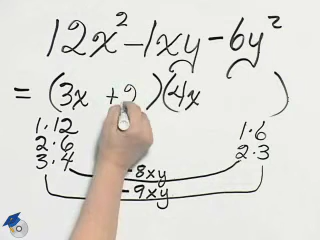 12x² - 1xy - 6y²
= (3x + 2 )(4x )
1·12
2·6
3·4
1·6
2·3
-8xy
-9xy